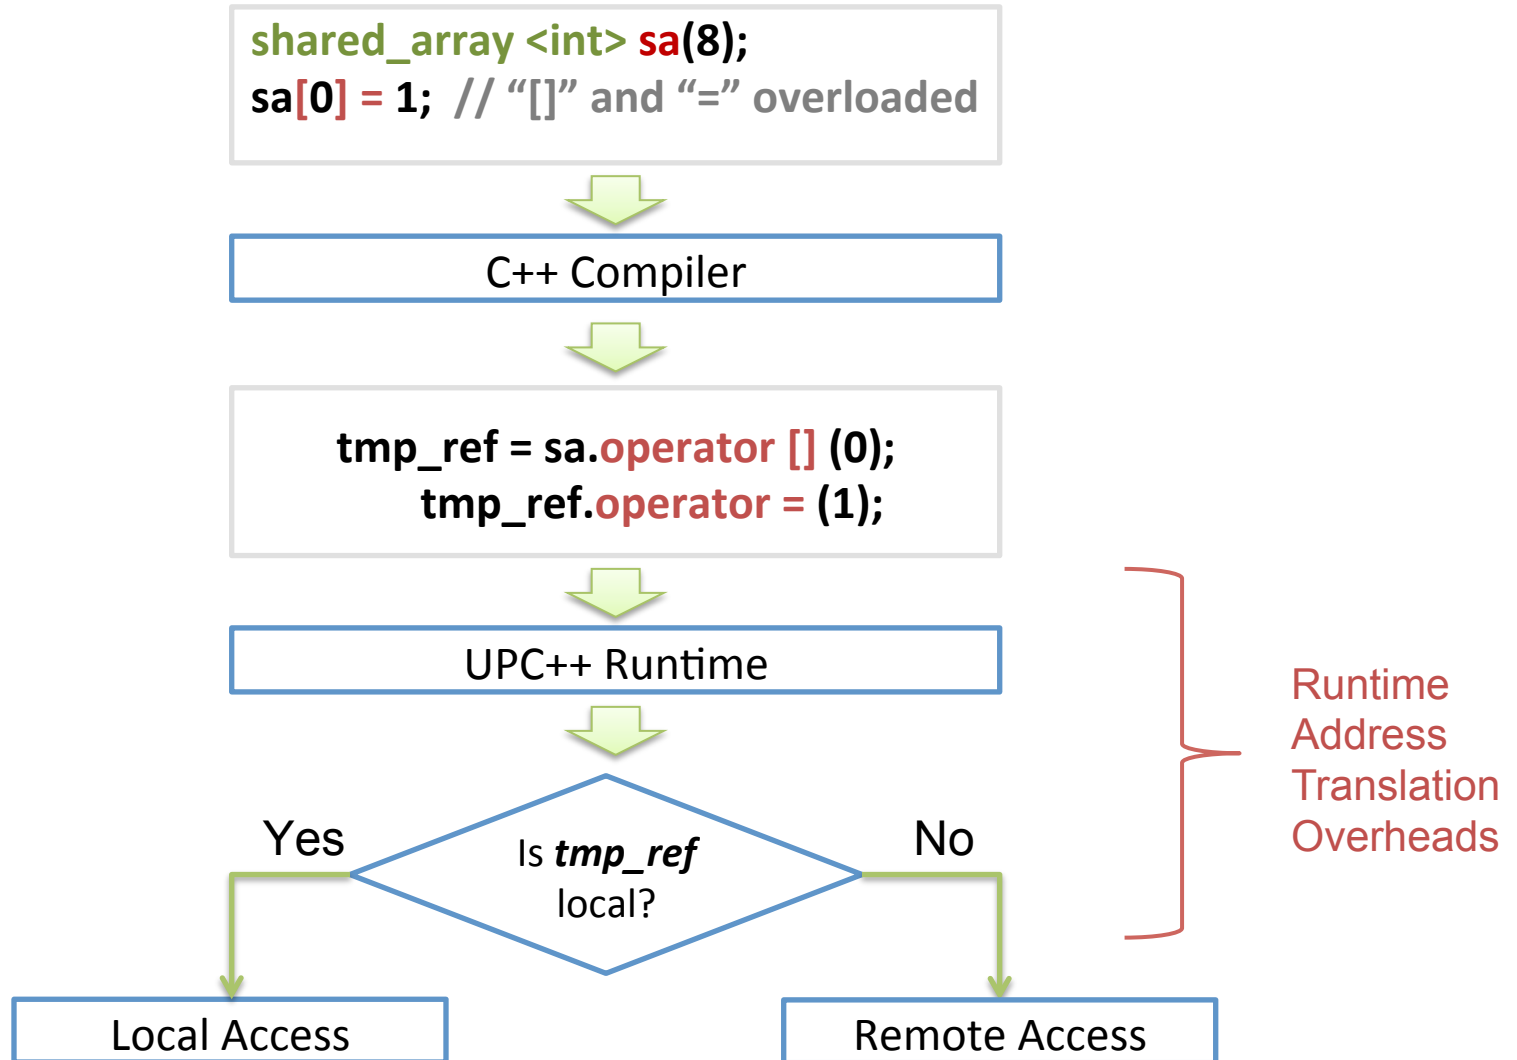 shared_array <int> sa(8);
sa[0] = 1; // “[]” and “=” overloaded
C++ Compiler
tmp_ref = sa.operator [] (0);
tmp_ref.operator = (1);
UPC++ Runtime
Runtime
Address
Translation
Overheads
Yes
No
Is tmp_ref
local?
Local Access
Remote Access